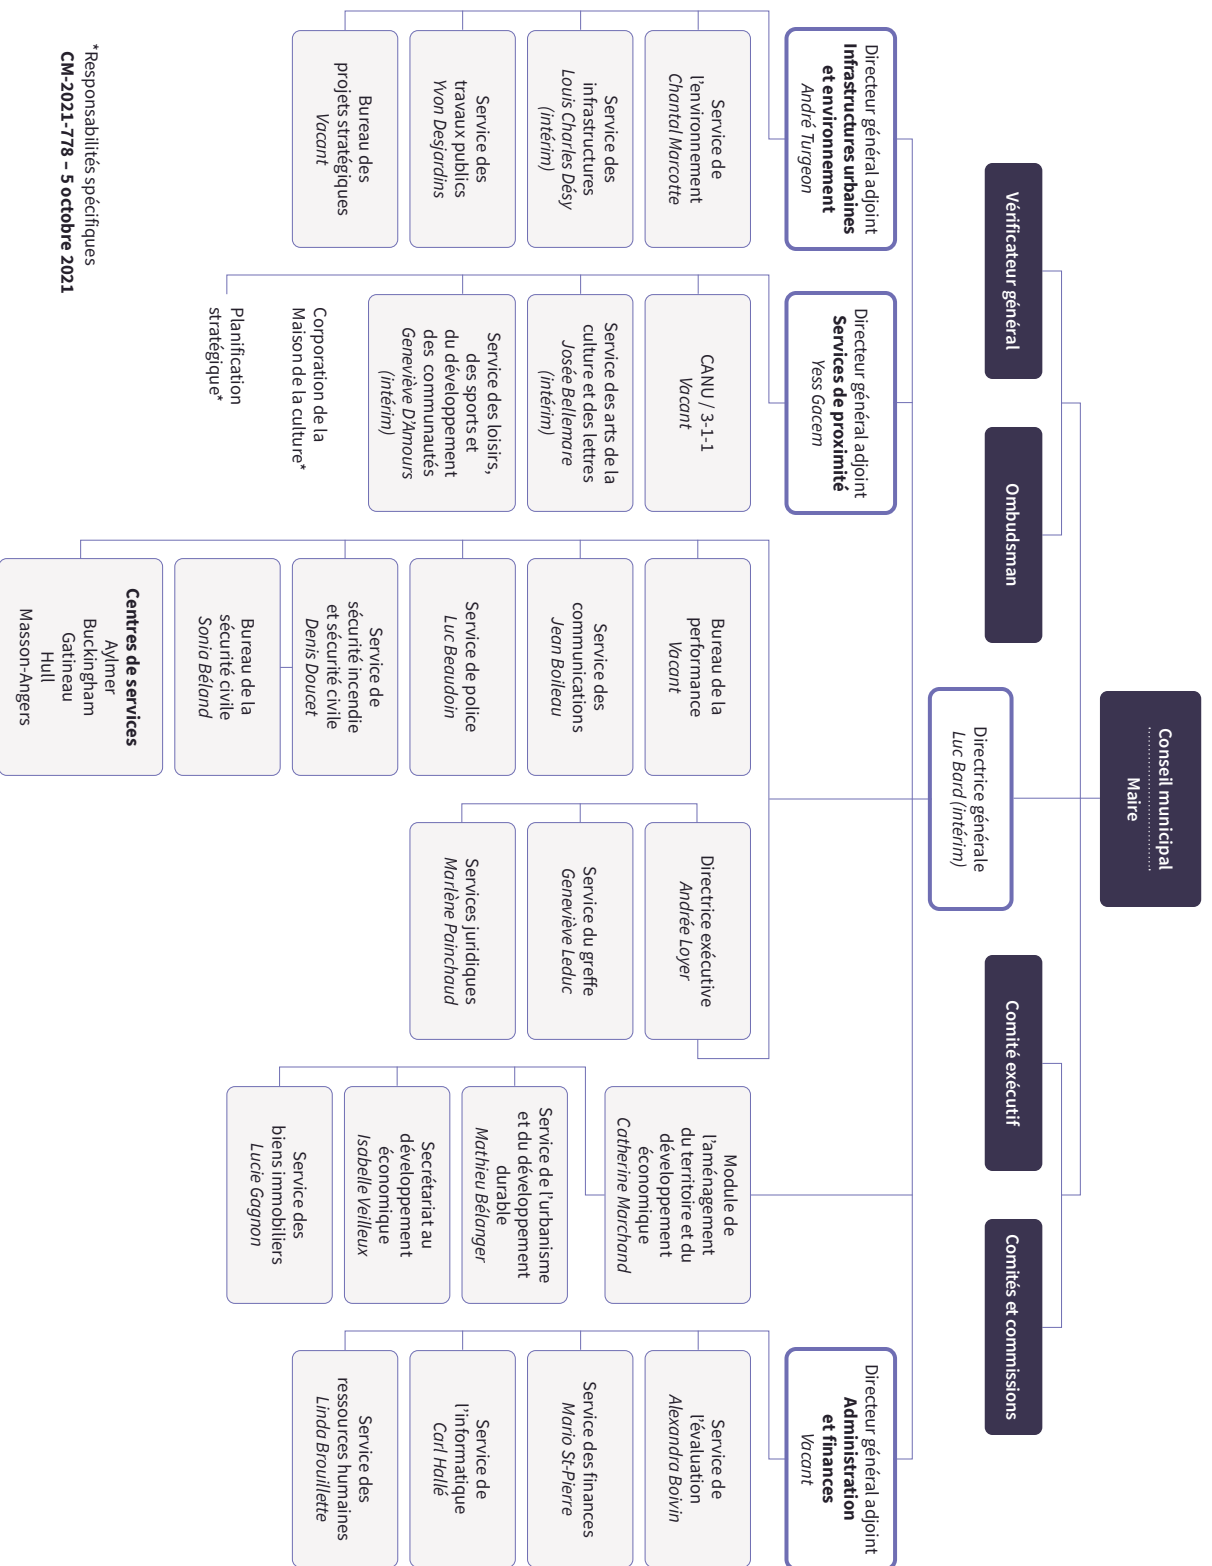 Conseil municipal
Maire
Vérificateur général
Ombudsman
Comité exécutif
Comités et commissions
Directrice générale
Luc Bard (intérim)
Directeur général adjoint
Infrastructures urbaines
et environnement
André Turgeon
Service de
l’environnement
Chantal Marcotte
Service des
infrastructures
Louis Charles Désy
(intérim)
Service des
travaux publics
Yvon Desjardins
Bureau des
projets stratégiques
Vacant
Directeur général adjoint
Services de proximité
Yess Gacem
CANU / 3-1-1
Vacant
Service des arts de la
culture et des lettres
Josée Bellemare
(intérim)
Service des loisirs,
des sports et
du développement
des communautés
Geneviève D’Amours
(intérim)
Corporation de la
Maison de la culture*
Planification
stratégique*
Bureau de la
performance
Vacant
Service des
communications
Jean Boileau
Service de police
Luc Beaudoin
Service de
sécurité incendie
et sécurité civile
Denis Doucet
Bureau de la
sécurité civile
Sonia Béland
Centres de services
Aylmer
Buckingham
Gatineau
Hull
Masson-Angers
Directrice exécutive
Andrée Loyer
Service du greffe
Geneviève Leduc
Services juridiques
Marlène Painchaud
Module de
l’aménagement
du territoire et du
développement
économique
Catherine Marchand
Service de l’urbanisme
et du développement
durable
Mathieu Bélanger
Secrétariat au
développement
économique
Isabelle Veilleux
Service des
biens immobiliers
Lucie Gagnon
Directeur général adjoint
Administration
et finances
Vacant
Service de
l’évaluation
Alexandra Boivin
Service des finances
Mario St-Pierre
Service de
l’informatique
Carl Hallé
Service des
ressources humaines
Linda Brouillette
*Responsabilités spécifiques
CM-2021-778 – 5 octobre 2021